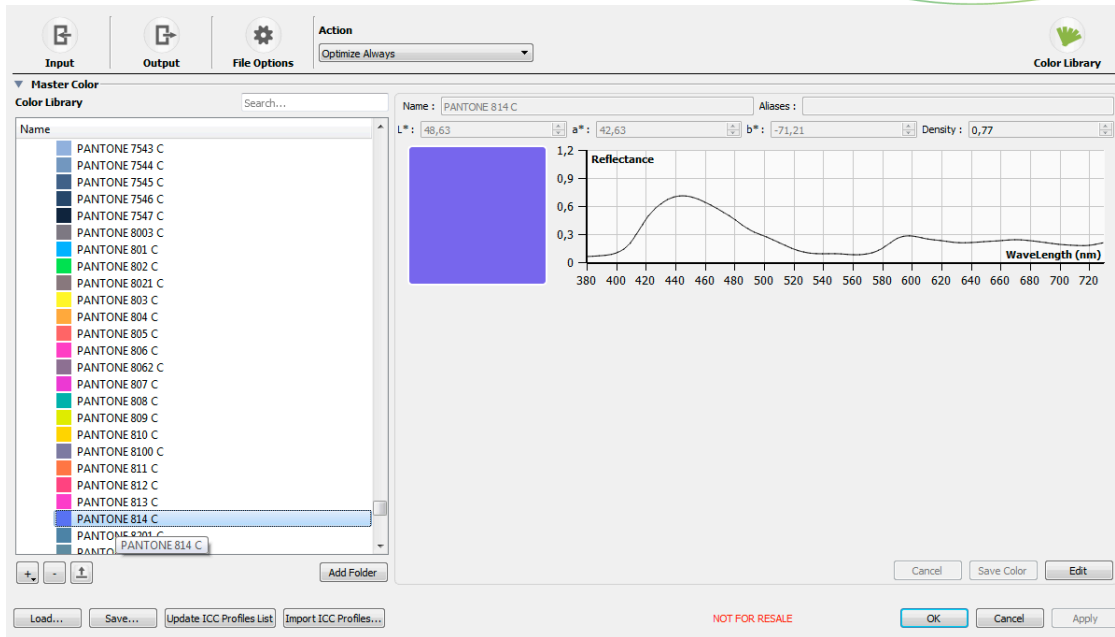 Input
Output
File Options
Action
Optimize Always
Color Library
Master Color
Color Library
Search...
Name
PANTONE 7543 C
PANTONE 7544 C
PANTONE 7545 C
PANTONE 7546 C
PANTONE 7547 C
PANTONE 8003 C
PANTONE 801 C
PANTONE 802 C
PANTONE 8021 C
PANTONE 803 C
PANTONE 804 C
PANTONE 805 C
PANTONE 806 C
PANTONE 8062 C
PANTONE 807 C
PANTONE 808 C
PANTONE 809 C
PANTONE 810 C
PANTONE 8100 C
PANTONE 811 C
PANTONE 812 C
PANTONE 813 C
PANTONE 814 C
PANTONE 8201 C
PANTONE 814 C
+ -
Add Folder
Name : PANTONE 814 C Aliases :
L* : 48,63 a* : 42,63 b* : -71,21 Density : 0,77
1,2
Reflectance
0,9
0,6
0,3
0
WaveLength (nm)
380 400 420 440 460 480 500 520 540 560 580 600 620 640 660 680 700 720
Cancel Save Color Edit
Load... Save... Update ICC Profiles List Import ICC Profiles... NOT FOR RESALE OK Cancel Apply